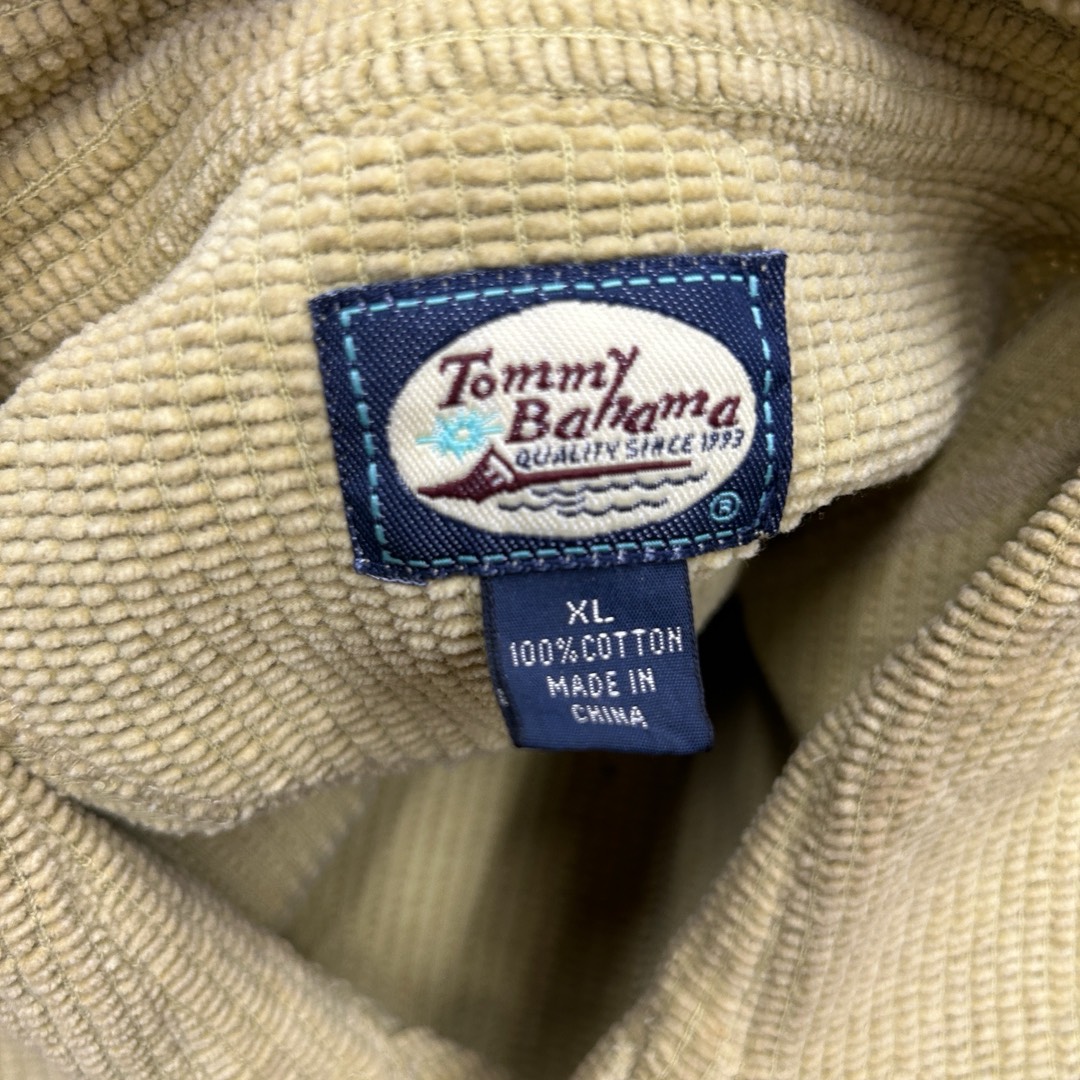 Tommy
Bahama
QUALITY SINCE 1993
®
XL
100% COTTON
MADE IN
CHINA